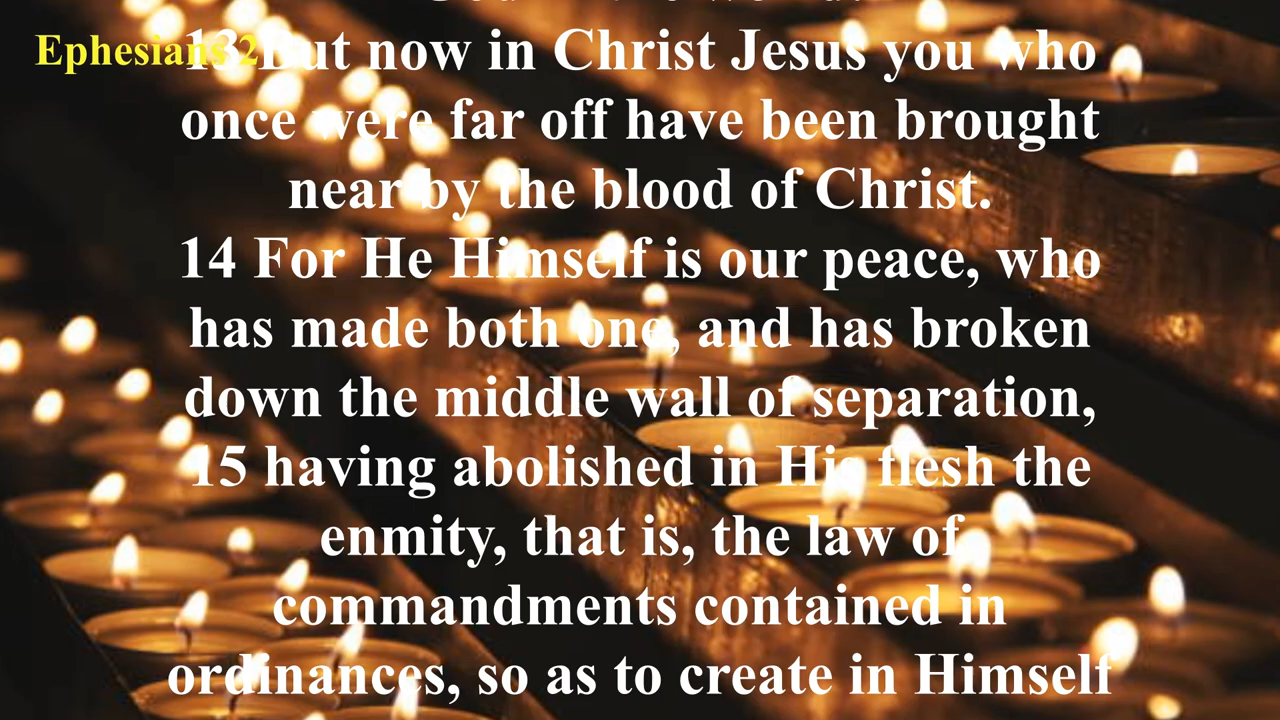 Ephesians 2
13 But now in Christ Jesus you who
once were far off have been brought
near by the blood of Christ.
14 For He Himself is our peace, who
has made both one, and has broken
down the middle wall of separation,
15 having abolished in His flesh the
enmity, that is, the law of
commandments contained in
ordinances, so as to create in Himself